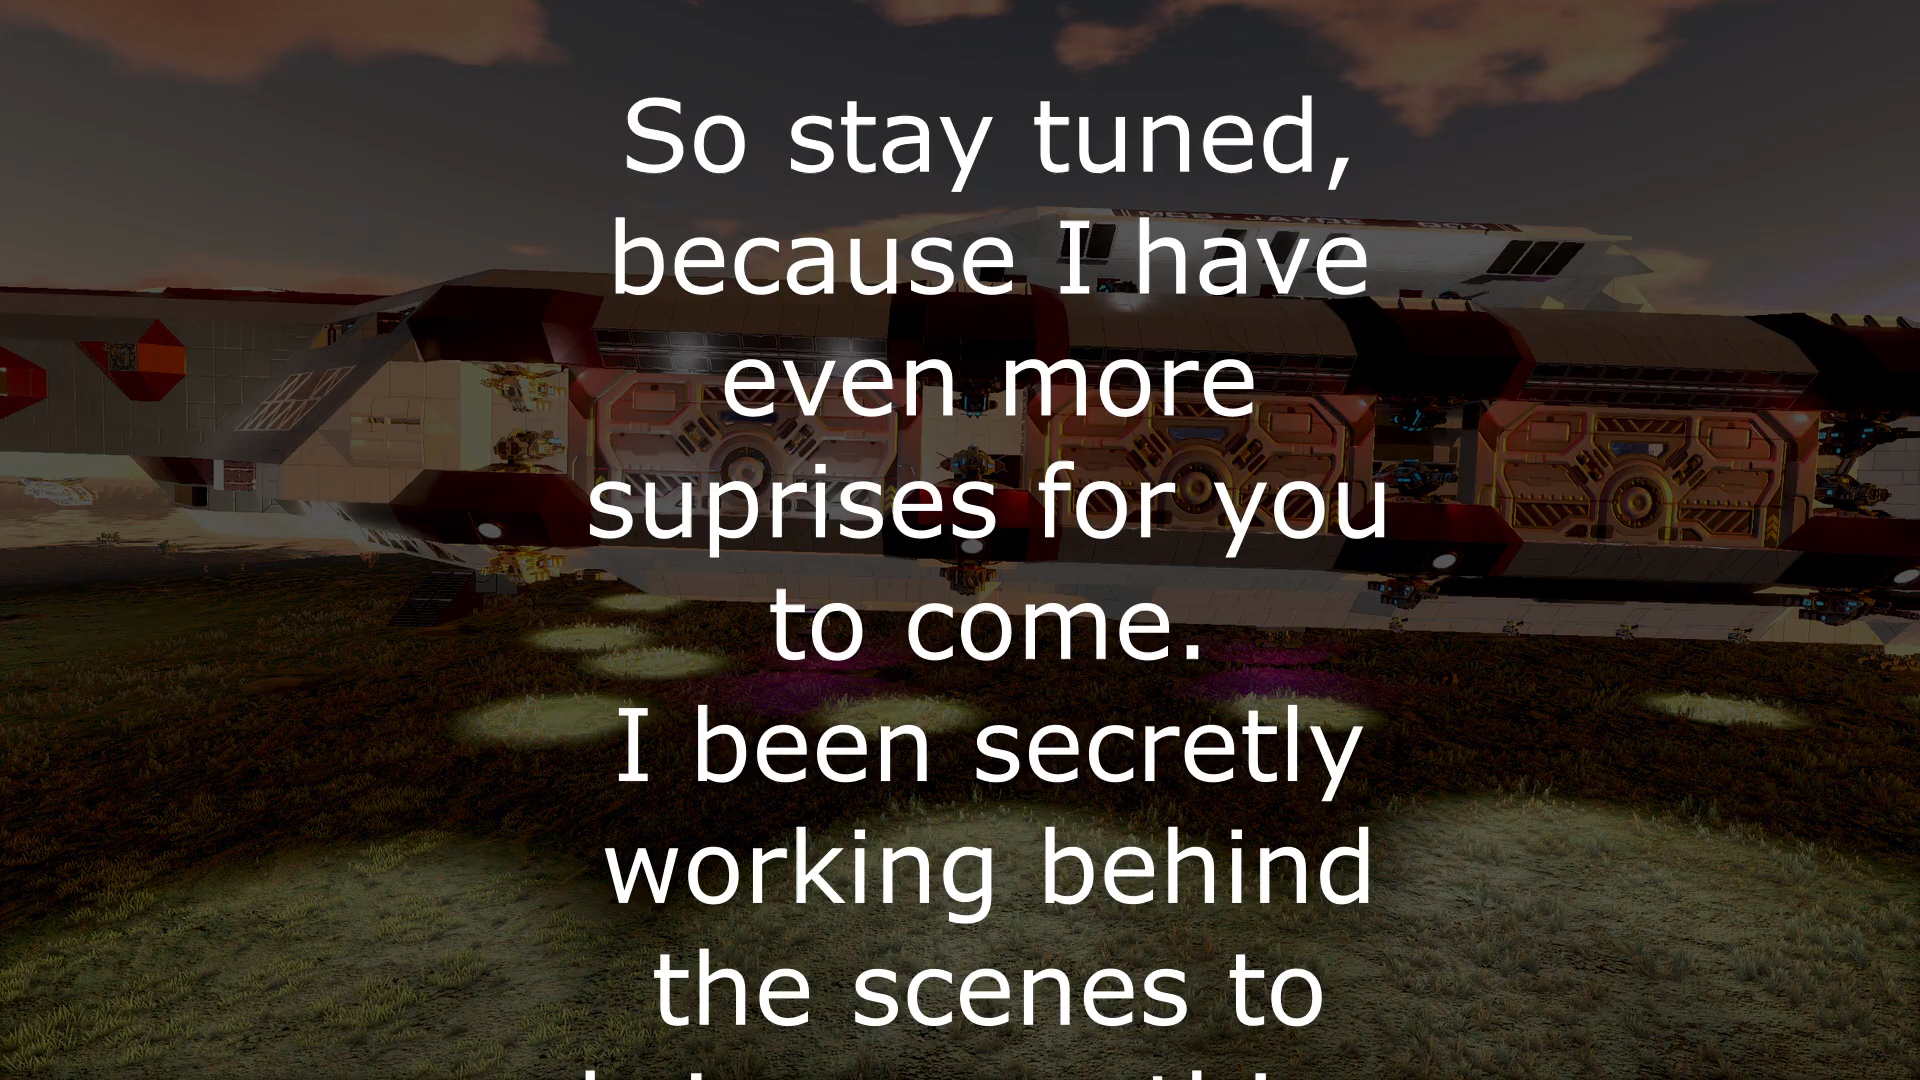 So stay tuned,
because I have
even more
suprises for you
to come.
I been secretly
working behind
the scenes to